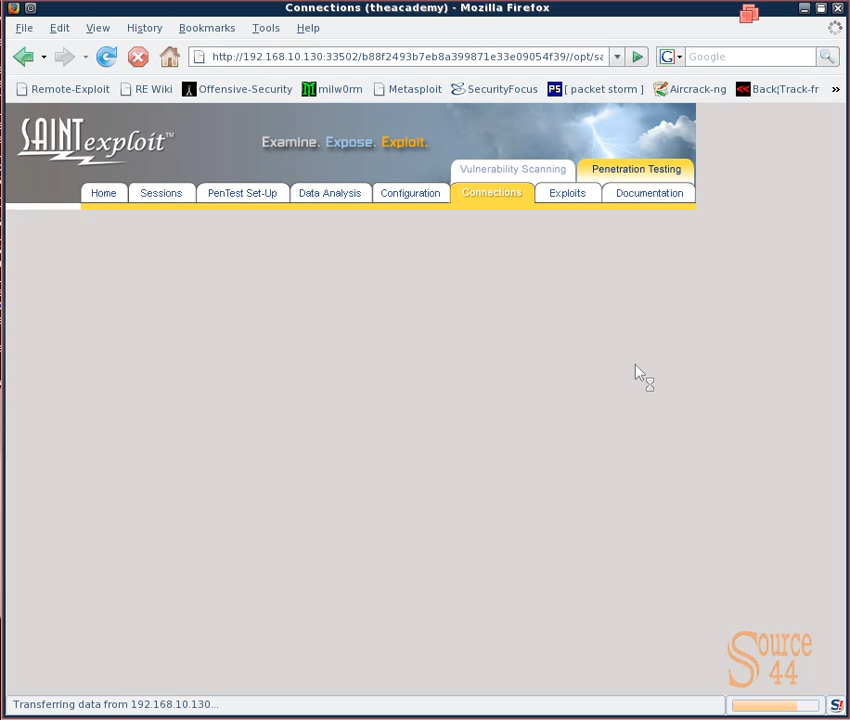 Connections (theacademy) - Mozilla Firefox
File Edit View History Bookmarks Tools Help
http://192.168.10.130:33502/b88f2493b7eb8a399871e33e09054f39//opt/sa
G Google
Remote-Exploit RE Wiki Offensive-Security milw0rm Metasploit SecurityFocus PS [ packet storm ] Aircrack-ng Back¦Track-fr »
SAINTexploit™
Examine. Expose. Exploit.
Vulnerability Scanning Penetration Testing
Home Sessions PenTest Set-Up Data Analysis Configuration Connections Exploits Documentation
Source
44
Transferring data from 192.168.10.130...
S!